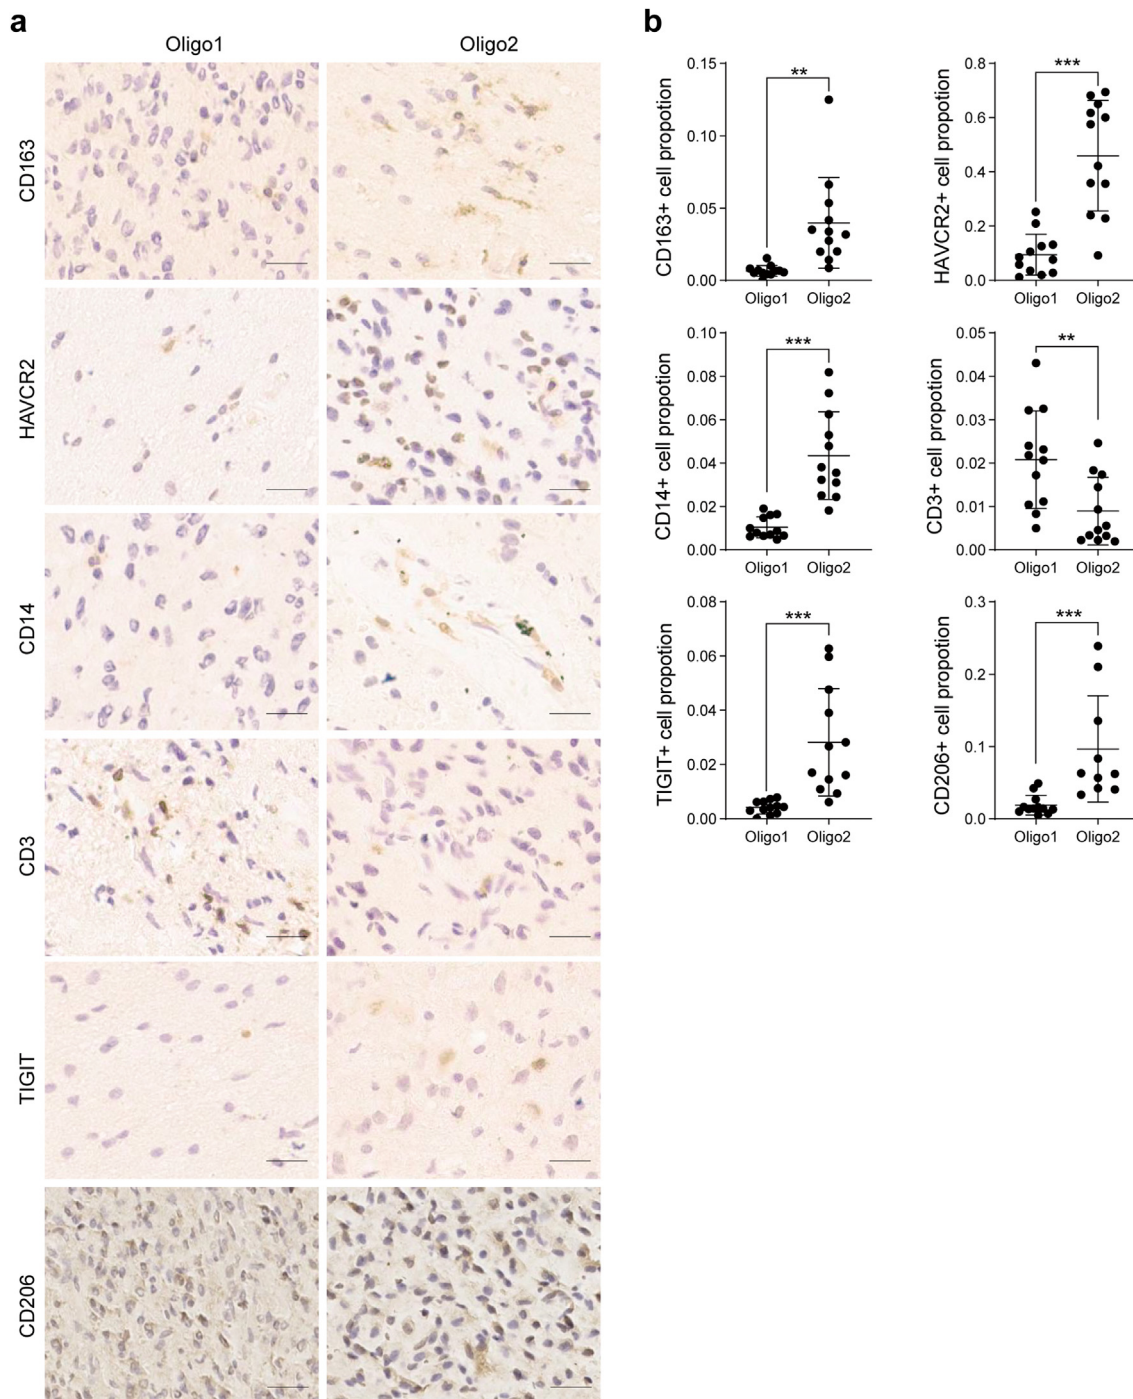 a
Oligo1 Oligo2
CD163
HAVCR2
CD14
CD3
TIGIT
CD206
b
CD163+ cell propotion
0.15
0.10
0.05
0.00
**
Oligo1 Oligo2
HAVCR2+ cell propotion
0.8
0.6
0.4
0.2
0.0
***
Oligo1 Oligo2
CD14+ cell propotion
0.10
0.08
0.06
0.04
0.02
0.00
***
Oligo1 Oligo2
CD3+ cell propotion
0.05
0.04
0.03
0.02
0.01
0.00
**
Oligo1 Oligo2
TIGIT+ cell propotion
0.08
0.06
0.04
0.02
0.00
***
Oligo1 Oligo2
CD206+ cell propotion
0.3
0.2
0.1
0.0
***
Oligo1 Oligo2